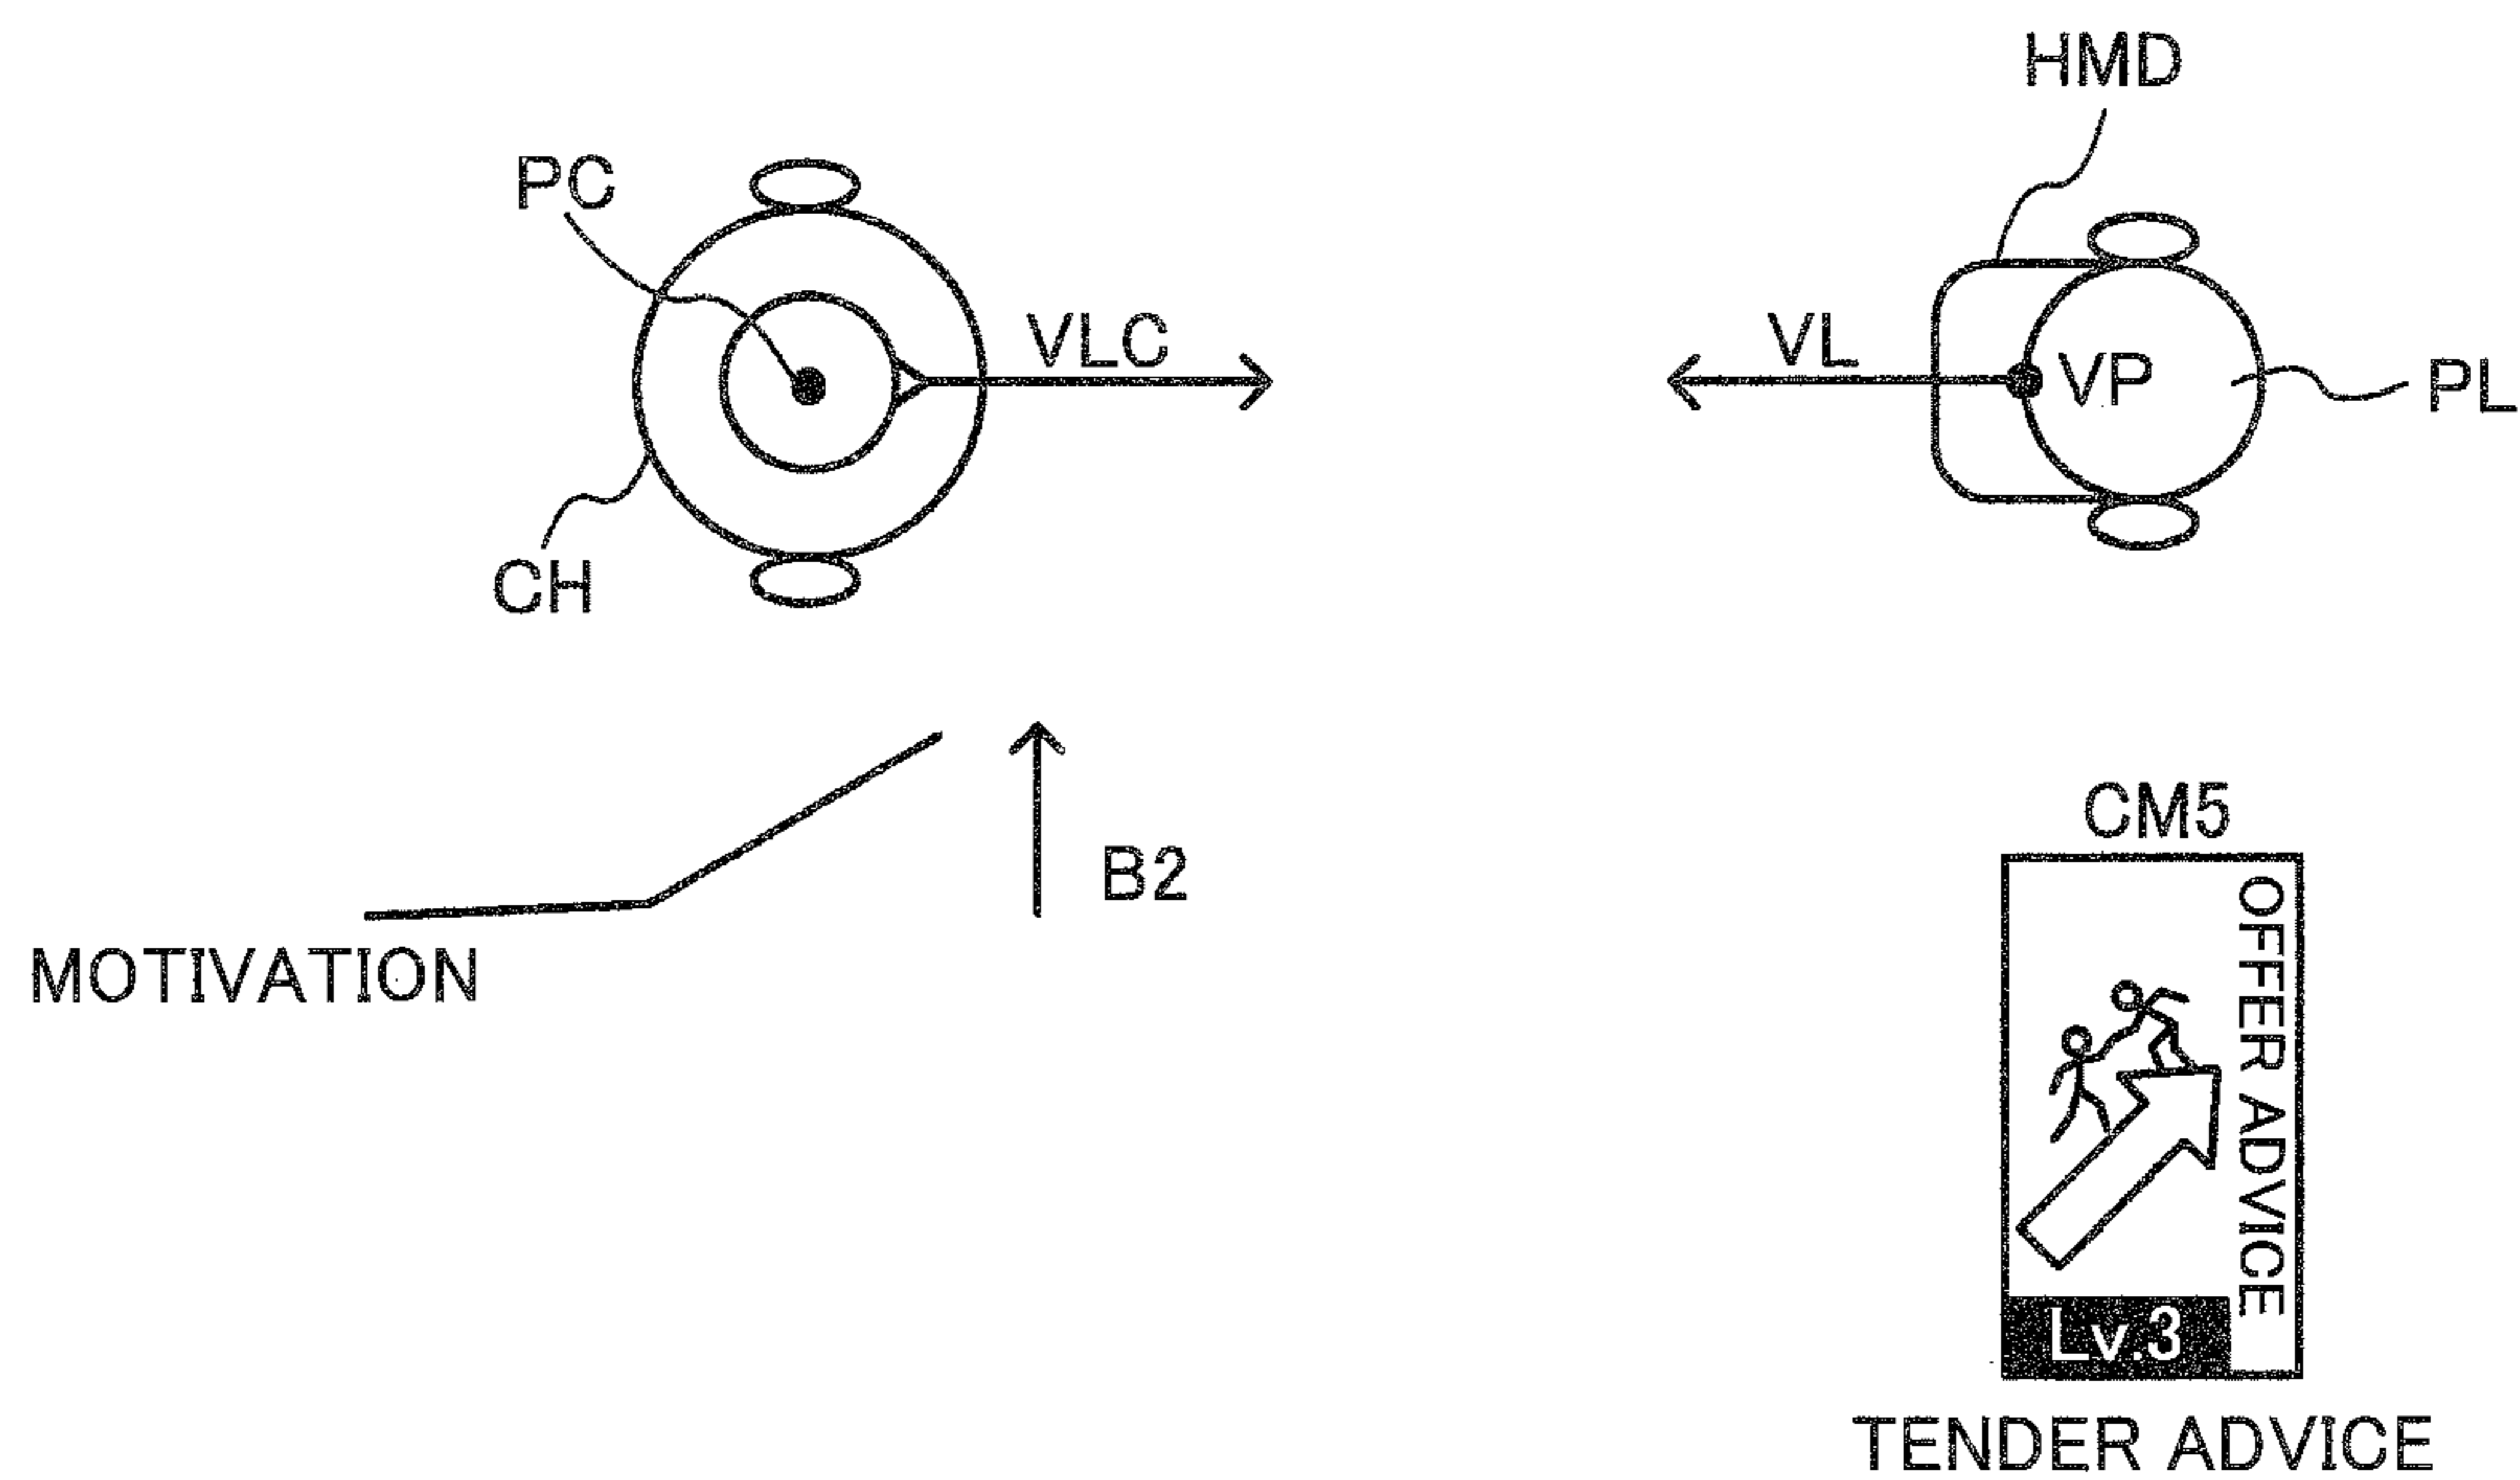 HMD
PC
VLC
VL
VP
PL
CH
B2
MOTIVATION
CM5
OFFER ADVICE
Lv.3
TENDER ADVICE